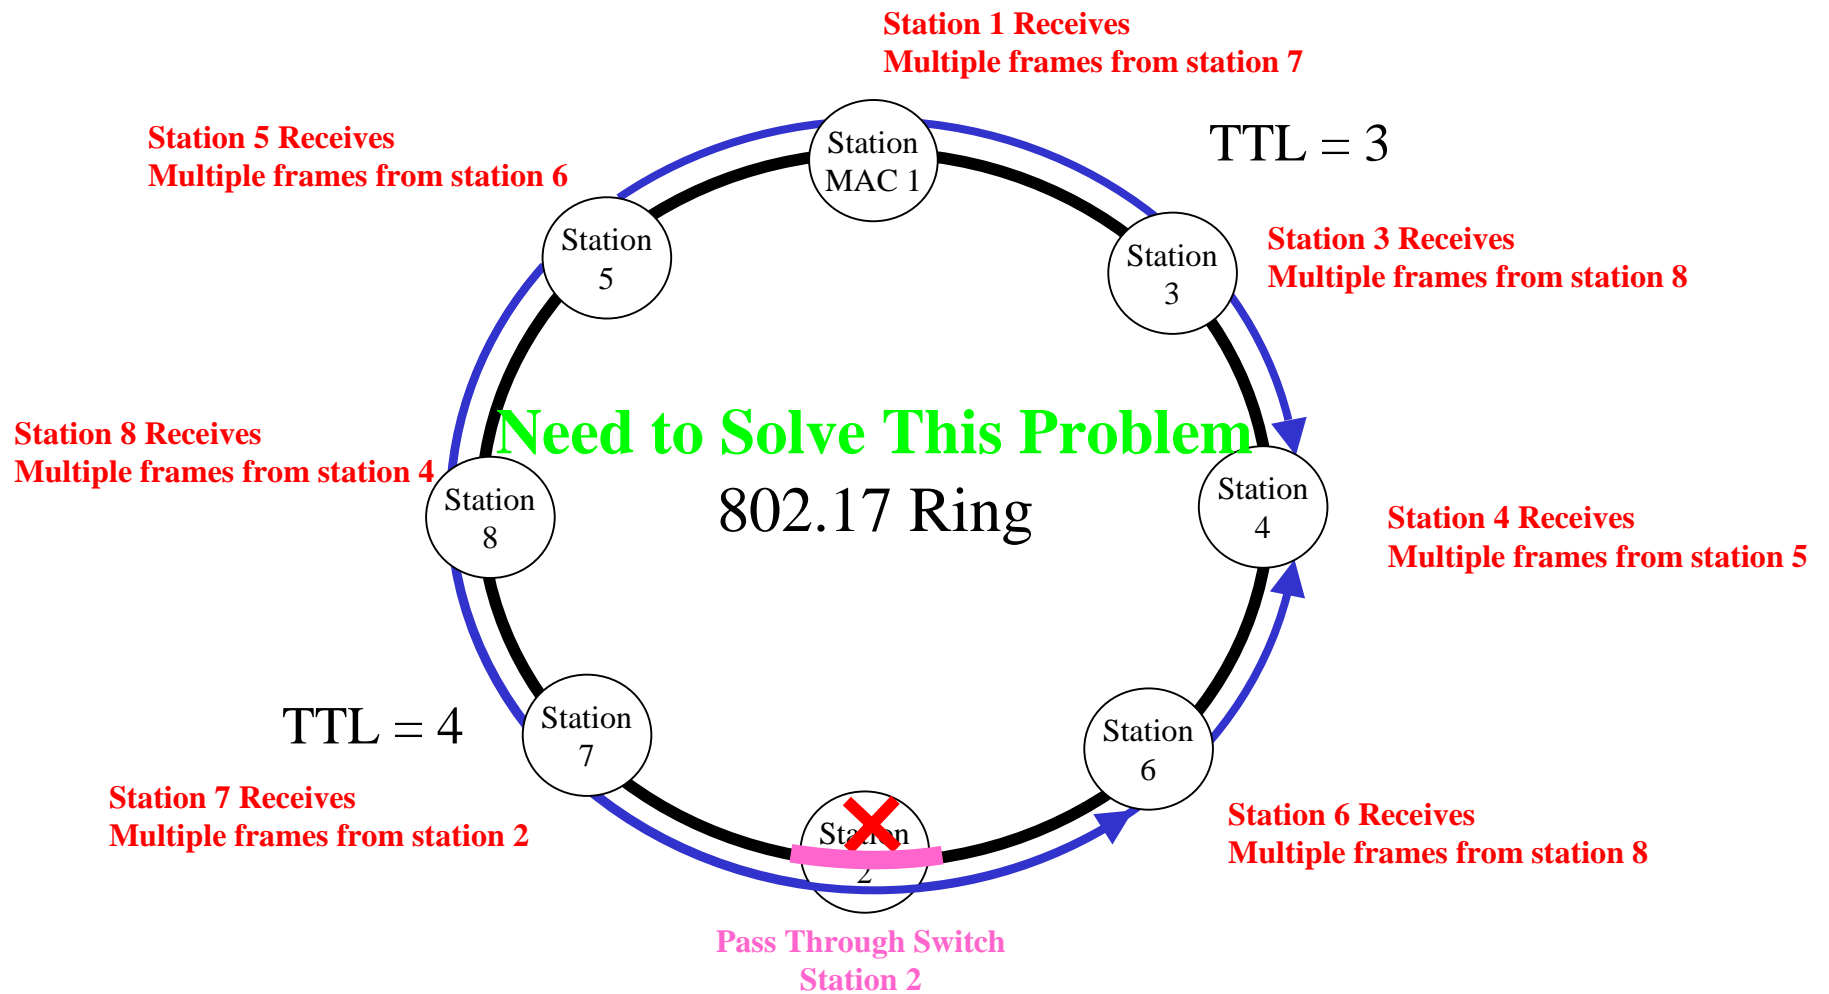 Station 1 Receives
Multiple frames from station 7
Station 5 Receives
Multiple frames from station 6
TTL = 3
Station
MAC 1
Station
5
Station
3
Station 3 Receives
Multiple frames from station 8
Need to Solve This Problem
802.17 Ring
Station 8 Receives
Multiple frames from station 4
Station
8
Station
4
Station 4 Receives
Multiple frames from station 5
TTL = 4
Station
7
Station
6
Station 7 Receives
Multiple frames from station 2
Station
2
Station 6 Receives
Multiple frames from station 8
Pass Through Switch
Station 2